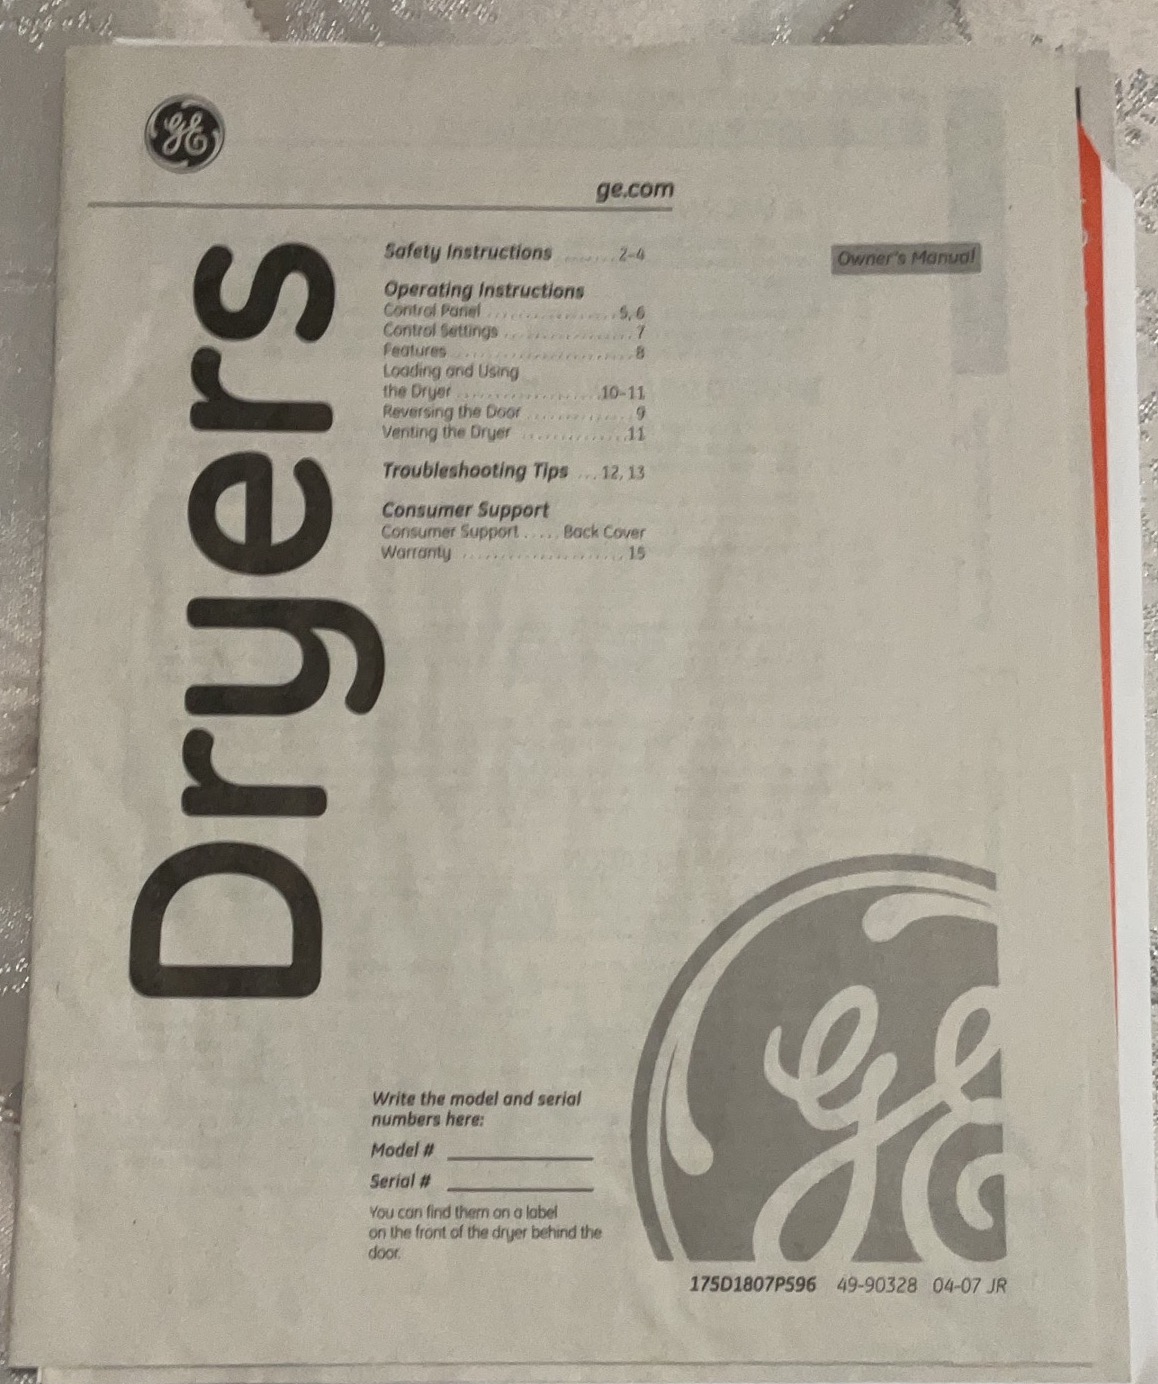 GE
ge.com
Dryers
Safety Instructions ........2–4
Operating Instructions
Control Panel ................5, 6
Control Settings ................7
Features ........................8
Loading and Using
the Dryer ..................10–11
Reversing the Door .............9
Venting the Dryer .............11
Troubleshooting Tips ...12, 13
Consumer Support
Consumer Support .....Back Cover
Warranty .....................15
Owner's Manual
Write the model and serial
numbers here:
Model # ________________
Serial # ________________
You can find them on a label
on the front of the dryer behind the
door.
GE
175D1807P596 49-90328 04-07 JR